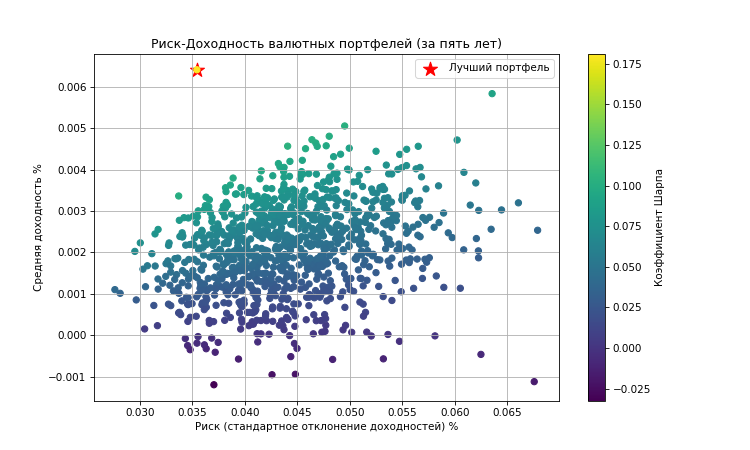 Риск-Доходность валютных портфелей (за пять лет)
Лучший портфель
Средняя доходность %
0.006
0.005
0.004
0.003
0.002
0.001
0.000
−0.001
0.030 0.035 0.040 0.045 0.050 0.055 0.060 0.065
Риск (стандартное отклонение доходностей) %
0.175
0.150
0.125
0.100
0.075
0.050
0.025
0.000
−0.025
Коэффициент Шарпа